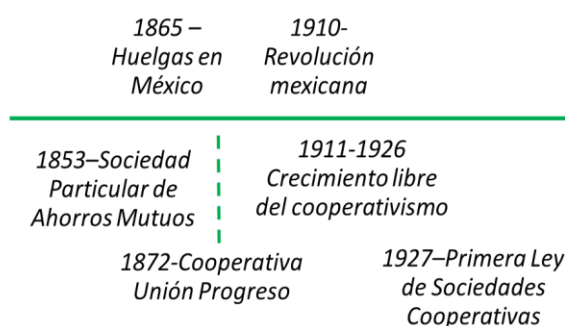 1865 –
Huelgas en
México
1910-
Revolución
mexicana
1853–Sociedad
Particular de
Ahorros Mutuos
1911-1926
Crecimiento libre
del cooperativismo
1872-Cooperativa
Unión Progreso
1927–Primera Ley
de Sociedades
Cooperativas